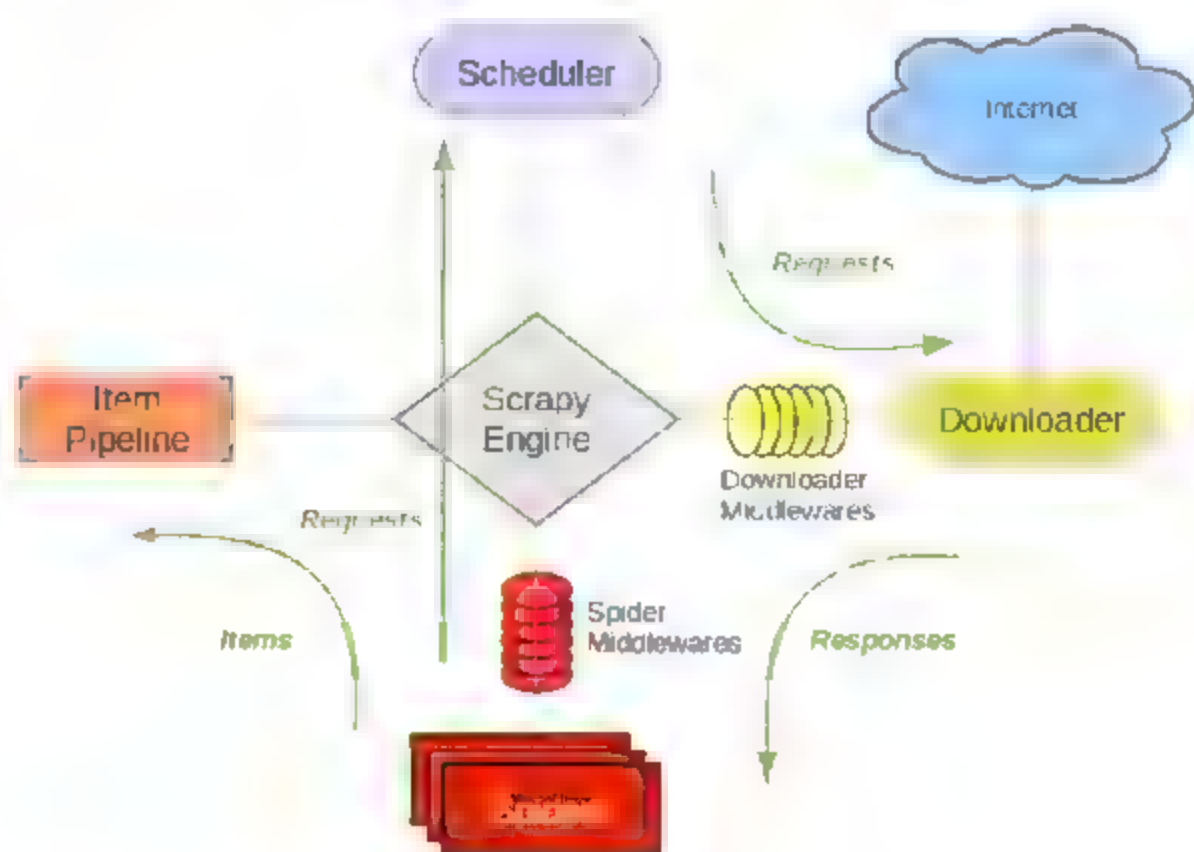 Scheduler
Internet
Requests
Item
Pipeline
Scrapy
Engine
Downloader
Downloader
Middlewares
Requests
Spider
Middlewares
Items
Responses